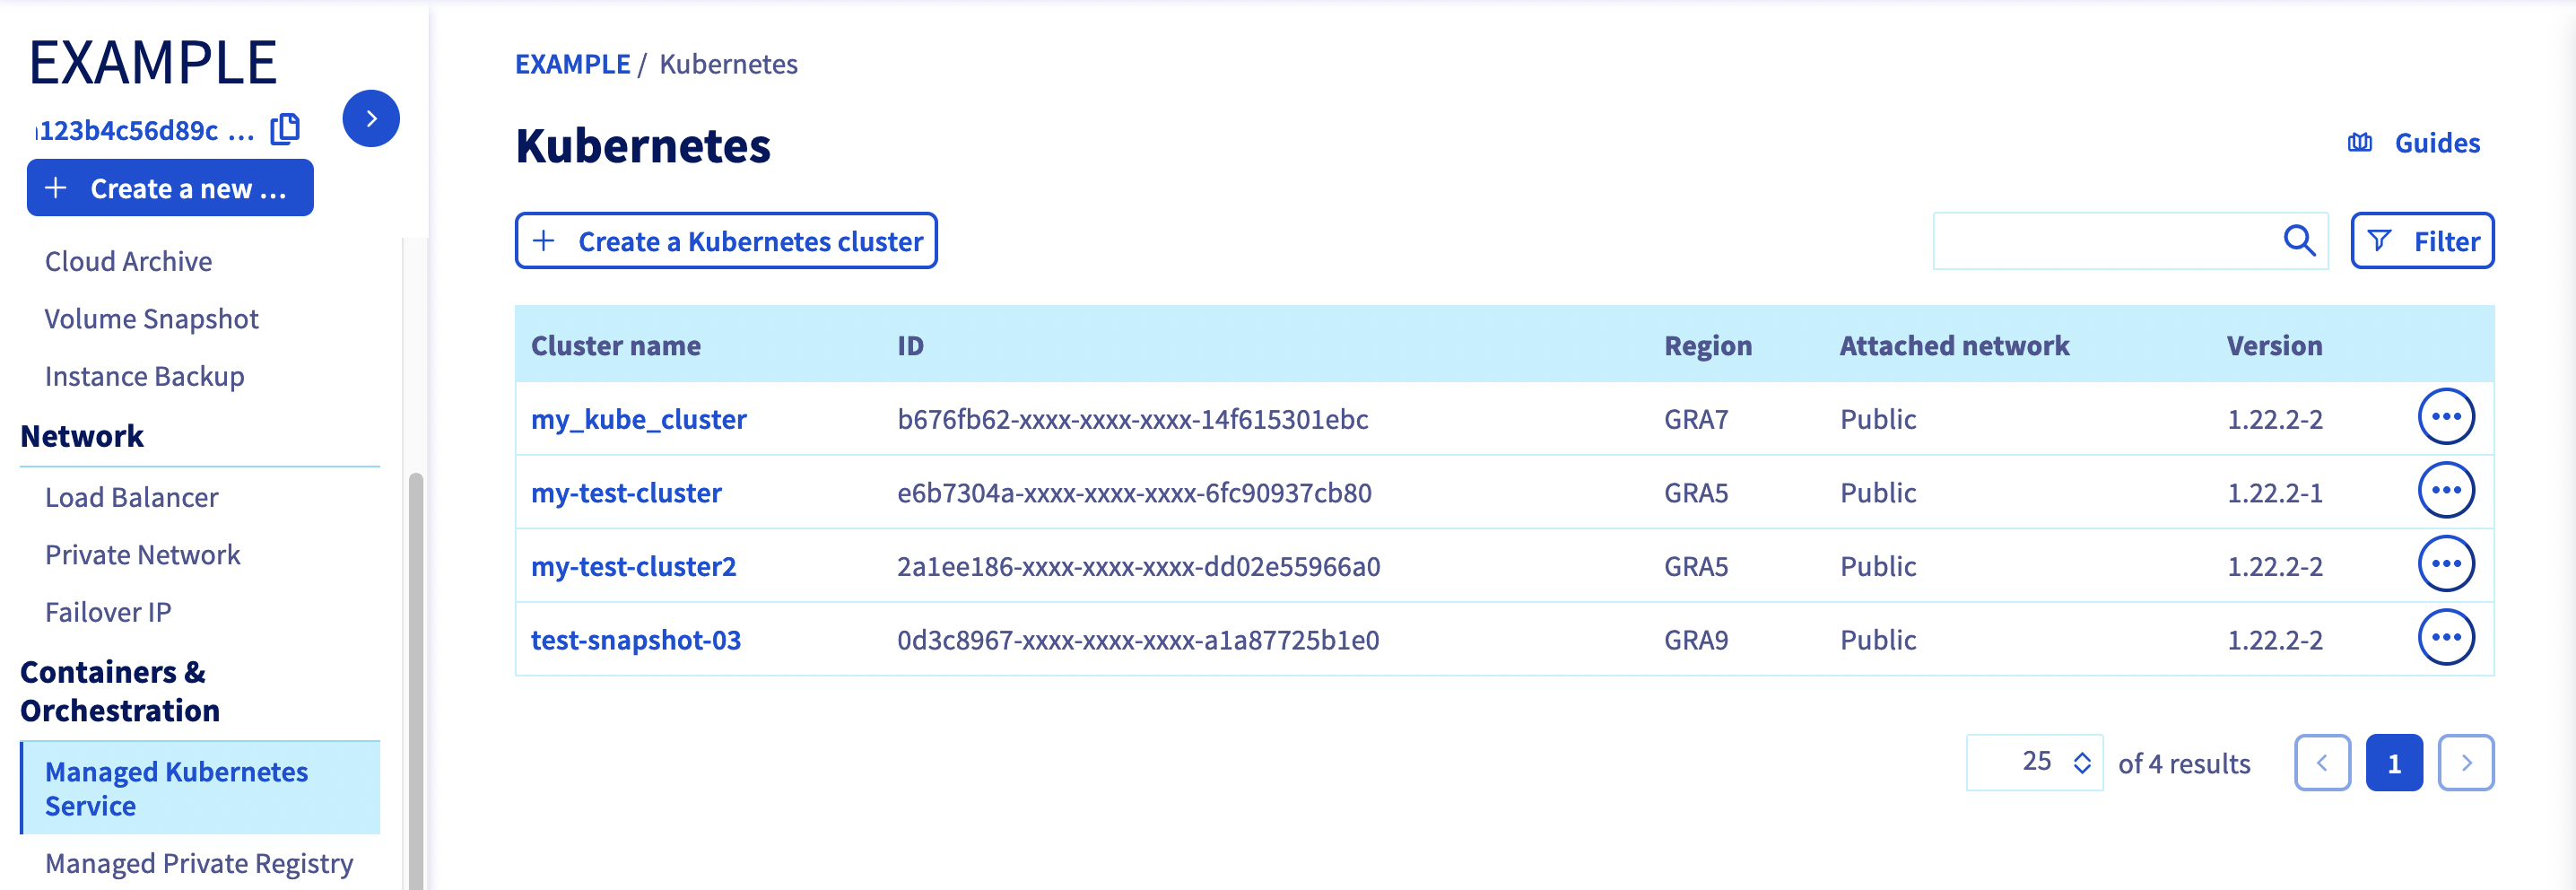 EXAMPLE
123b4c56d89c ...
Create a new ...
Cloud Archive
Volume Snapshot
Instance Backup
Network
Load Balancer
Private Network
Failover IP
Containers &
Orchestration
Managed Kubernetes
Service
Managed Private Registry
EXAMPLE / Kubernetes
Kubernetes
Guides
Create a Kubernetes cluster
Filter
Cluster name ID Region Attached network Version
my_kube_cluster b676fb62-xxxx-xxxx-xxxx-14f615301ebc GRA7 Public 1.22.2-2
my-test-cluster e6b7304a-xxxx-xxxx-xxxx-6fc90937cb80 GRA5 Public 1.22.2-1
my-test-cluster2 2a1ee186-xxxx-xxxx-xxxx-dd02e55966a0 GRA5 Public 1.22.2-2
test-snapshot-03 0d3c8967-xxxx-xxxx-xxxx-a1a87725b1e0 GRA9 Public 1.22.2-2
25 of 4 results 1